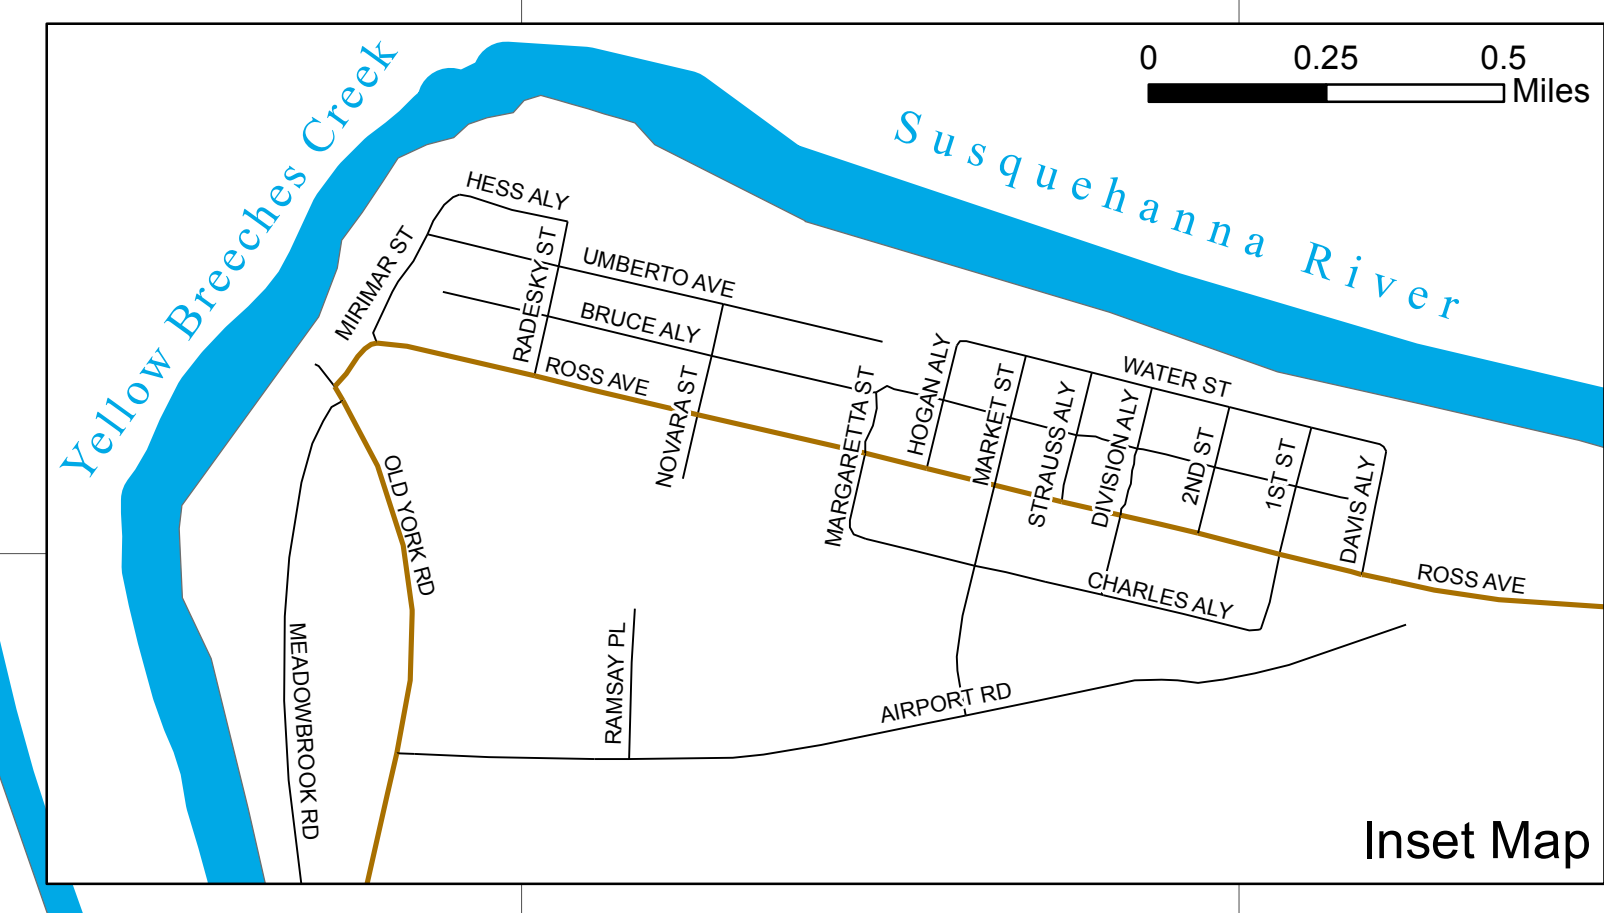 0 0.25 0.5
Miles
Yellow Breeches Creek
Susquehanna River
HESS ALY
MIRIMAR ST
RADESKY ST
UMBERTO AVE
BRUCE ALY
ROSS AVE
NOVARA ST
MARGARETTA ST
HOGAN ALY
MARKET ST
STRAUSS ALY
DIVISION ALY
WATER ST
2ND ST
1ST ST
DAVIS ALY
ROSS AVE
CHARLES ALY
OLD YORK RD
MEADOWBROOK RD
RAMSAY PL
AIRPORT RD
Inset Map